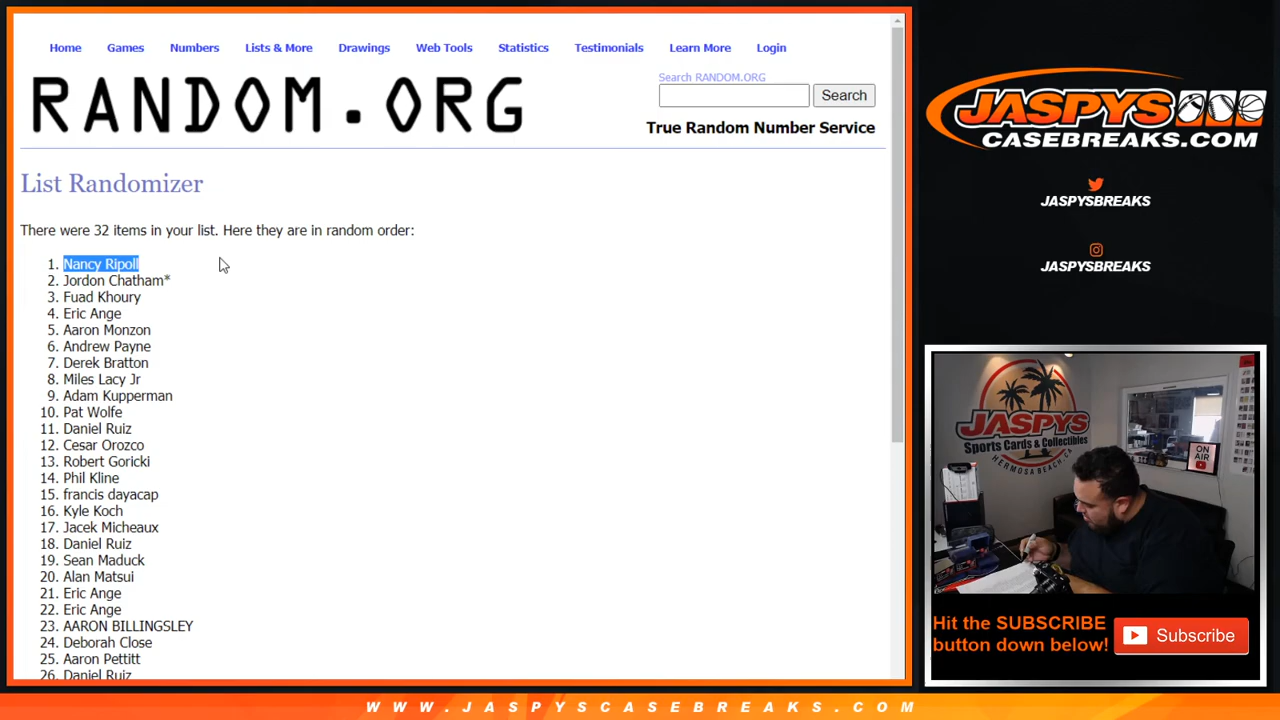 Home Games Numbers Lists & More Drawings Web Tools Statistics Testimonials Learn More Login
RANDOM.ORG
Search RANDOM.ORG
Search
True Random Number Service
List Randomizer
There were 32 items in your list. Here they are in random order:
1. Nancy Ripoll
2. Jordon Chatham*
3. Fuad Khoury
4. Eric Ange
5. Aaron Monzon
6. Andrew Payne
7. Derek Bratton
8. Miles Lacy Jr
9. Adam Kupperman
10. Pat Wolfe
11. Daniel Ruiz
12. Cesar Orozco
13. Robert Goricki
14. Phil Kline
15. francis dayacap
16. Kyle Koch
17. Jacek Micheaux
18. Daniel Ruiz
19. Sean Maduck
20. Alan Matsui
21. Eric Ange
22. Eric Ange
23. AARON BILLINGSLEY
24. Deborah Close
25. Aaron Pettitt
26. Daniel Ruiz
JASPYS
CASEBREAKS.COM
JASPYSBREAKS
JASPYSBREAKS
JASPYS
Sports Cards & Collectibles
HERMOSA BEACH, CA
ON AIR
Hit the SUBSCRIBE
button down below!
Subscribe
WWW.JASPYSCASEBREAKS.COM